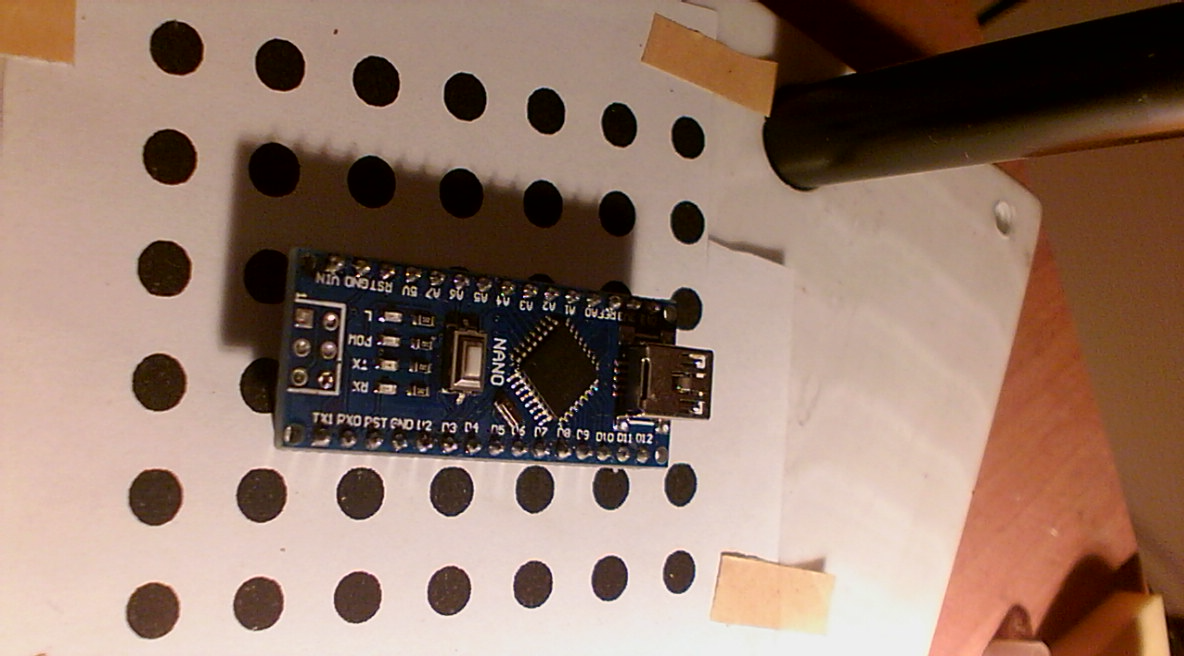 VIN GND RST 5V A7 A6 A5 A4 A3 A2 A1 A0 REF
1
L
POW
TX
RX
NANO
TX1 RX0 RST GND D2 D3 D4 D5 D6 D7 D8 D9 D10 D11 D12